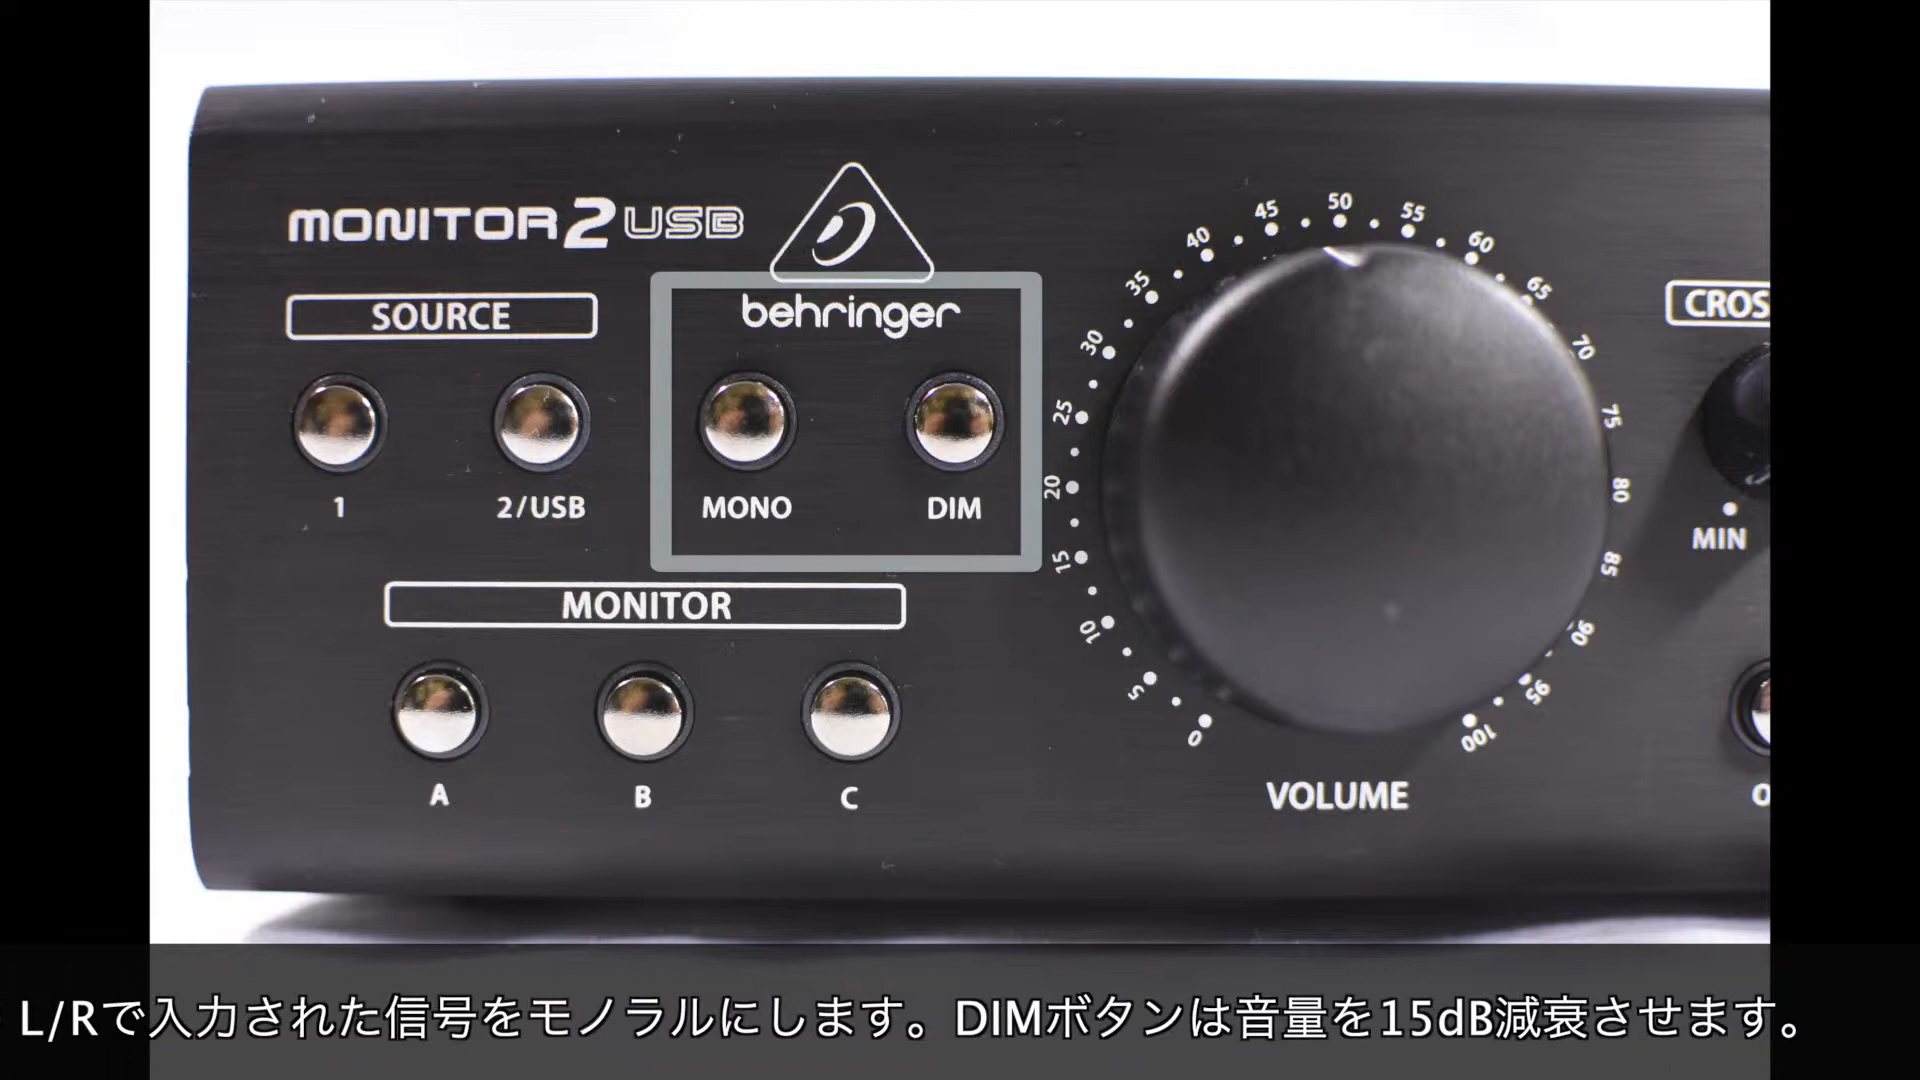 MONITOR 2 USB
behringer
SOURCE
1
2/USB
MONO
DIM
MONITOR
A
B
C
0
5
10
15
20
25
30
35
40
45
50
55
60
65
70
75
80
85
90
95
100
VOLUME
CROS
MIN
O
L/Rで入力された信号をモノラルにします。DIMボタンは音量を15dB減衰させます。